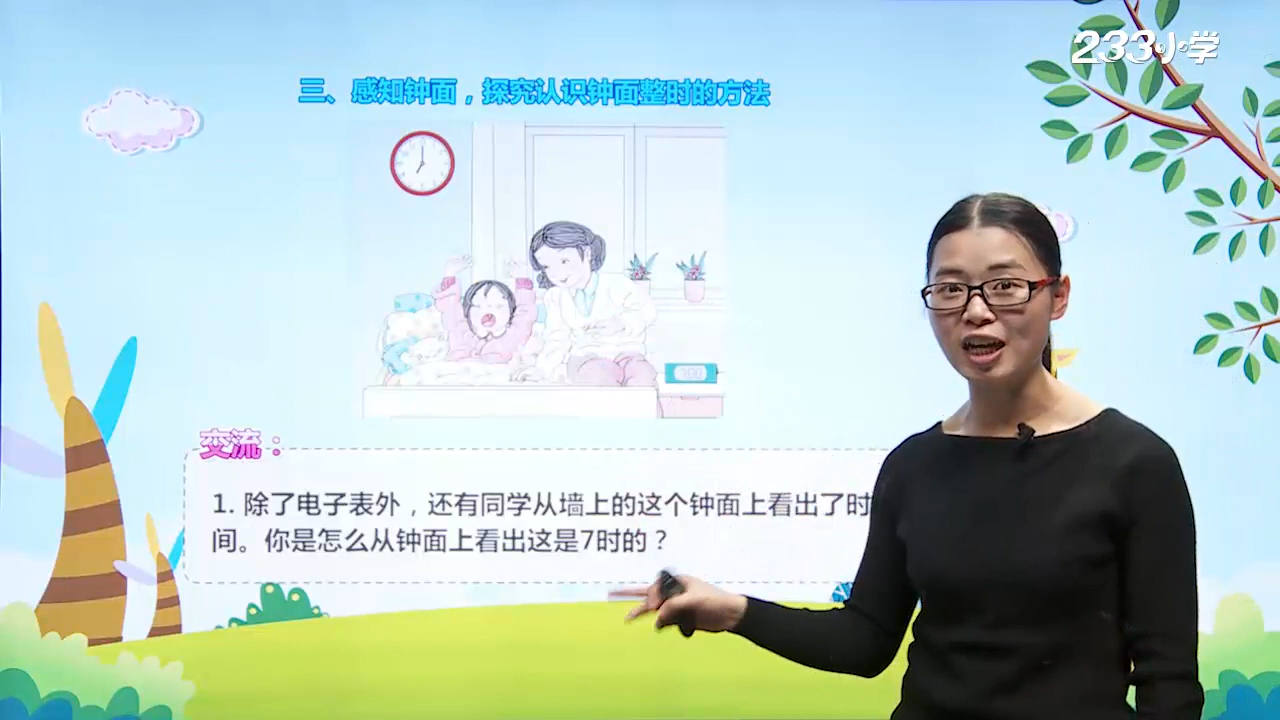 233小学
三、感知钟面，探究认识钟面整时的方法
7:00
交流：
1. 除了电子表外，还有同学从墙上的这个钟面上看出了时
间。你是怎么从钟面上看出这是7时的？